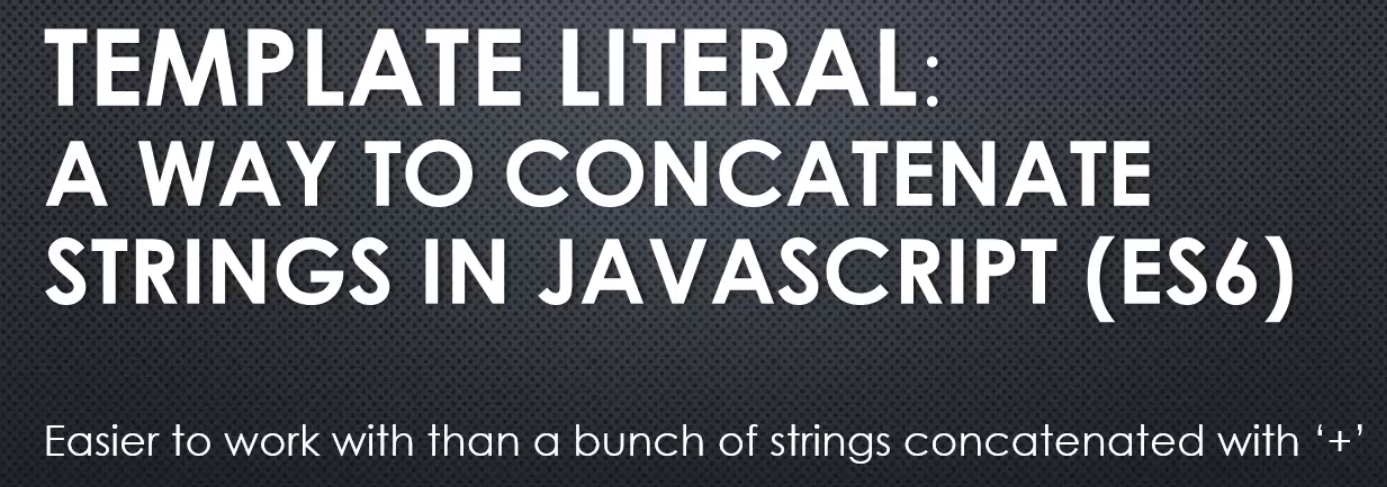 TEMPLATE LITERAL:
A WAY TO CONCATENATE
STRINGS IN JAVASCRIPT (ES6)
Easier to work with than a bunch of strings concatenated with ‘+’